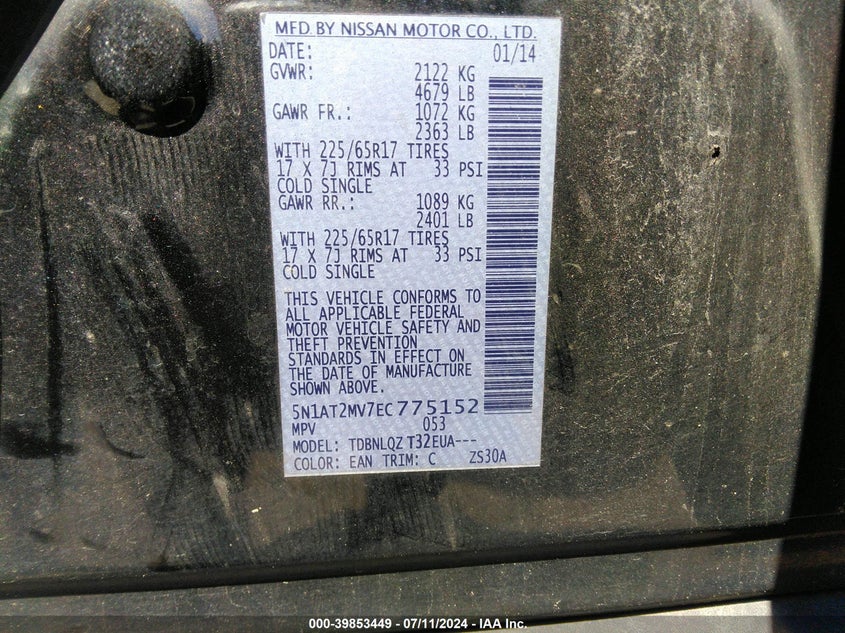 MFD. BY NISSAN MOTOR CO., LTD.
DATE: 01/14
GVWR: 2122 KG
4679 LB
GAWR FR.: 1072 KG
2363 LB
WITH 225/65R17 TIRES
17 X 7J RIMS AT 33 PSI
COLD SINGLE
GAWR RR.: 1089 KG
2401 LB
WITH 225/65R17 TIRES
17 X 7J RIMS AT 33 PSI
COLD SINGLE
THIS VEHICLE CONFORMS TO
ALL APPLICABLE FEDERAL
MOTOR VEHICLE SAFETY AND
THEFT PREVENTION
STANDARDS IN EFFECT ON
THE DATE OF MANUFACTURE
SHOWN ABOVE.
5N1AT2MV7EC775152
MPV 053
MODEL: TDBNLQZ T32EUA---
COLOR: EAN TRIM: C ZS30A
000-39853449 - 07/11/2024 - IAA Inc.